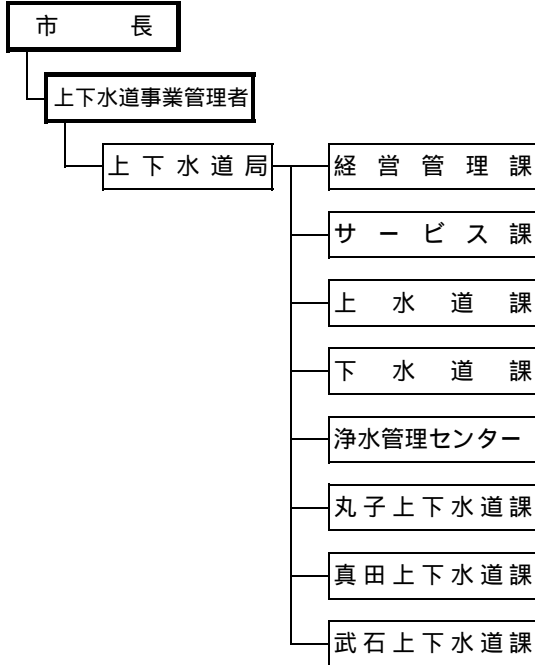 市長
上下水道事業管理者
上下水道局
経営管理課
サービス課
上水道課
下水道課
浄水管理センター
丸子上下水道課
真田上下水道課
武石上下水道課